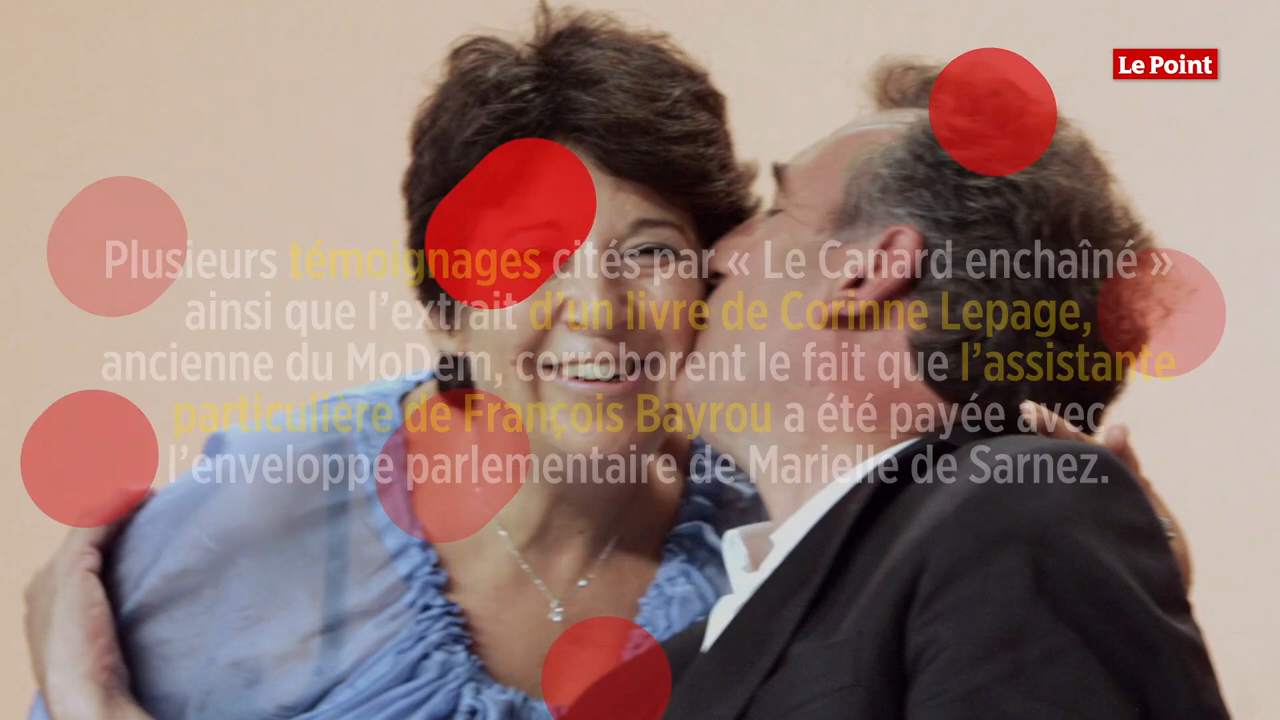 Le Point
Plusieurs témoignages cités par « Le Canard enchaîné »
ainsi que l’extrait d’un livre de Corinne Lepage,
ancienne du MoDem, corroborent le fait que l’assistante
particulière de François Bayrou a été payée avec
l’enveloppe parlementaire de Marielle de Sarnez.